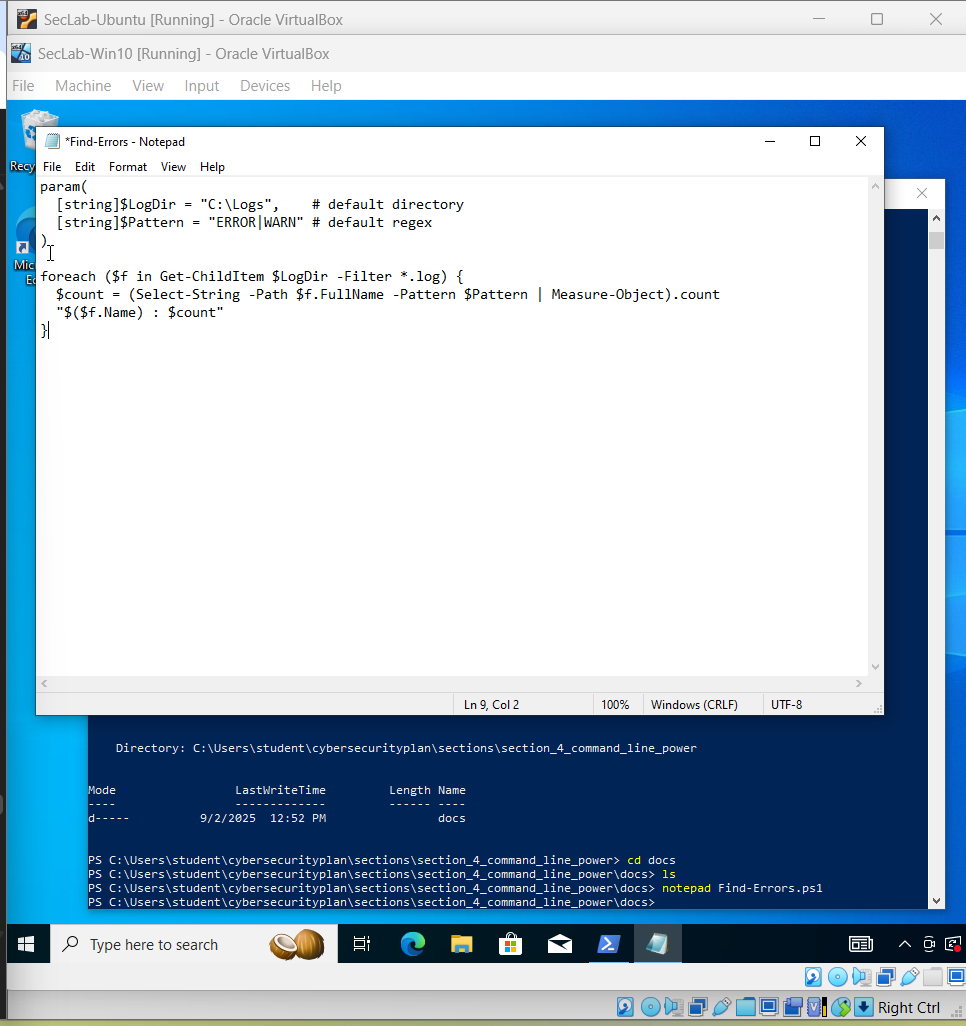 SecLab-Ubuntu [Running] - Oracle VirtualBox
SecLab-Win10 [Running] - Oracle VirtualBox
File Machine View Input Devices Help
Recy
*Find-Errors - Notepad
File Edit Format View Help
param(
  [string]$LogDir = "C:\Logs",    # default directory
  [string]$Pattern = "ERROR|WARN" # default regex
)
Mic
Ed
foreach ($f in Get-ChildItem $LogDir -Filter *.log) {
  $count = (Select-String -Path $f.FullName -Pattern $Pattern | Measure-Object).count
  "$($f.Name) : $count"
}
Ln 9, Col 2 100% Windows (CRLF) UTF-8
Directory: C:\Users\student\cybersecurityplan\sections\section_4_command_line_power
Mode LastWriteTime Length Name
---- ------------- ------ ----
d----- 9/2/2025 12:52 PM docs
PS C:\Users\student\cybersecurityplan\sections\section_4_command_line_power> cd docs
PS C:\Users\student\cybersecurityplan\sections\section_4_command_line_power\docs> ls
PS C:\Users\student\cybersecurityplan\sections\section_4_command_line_power\docs> notepad Find-Errors.ps1
PS C:\Users\student\cybersecurityplan\sections\section_4_command_line_power\docs>
Type here to search
Right Ctrl